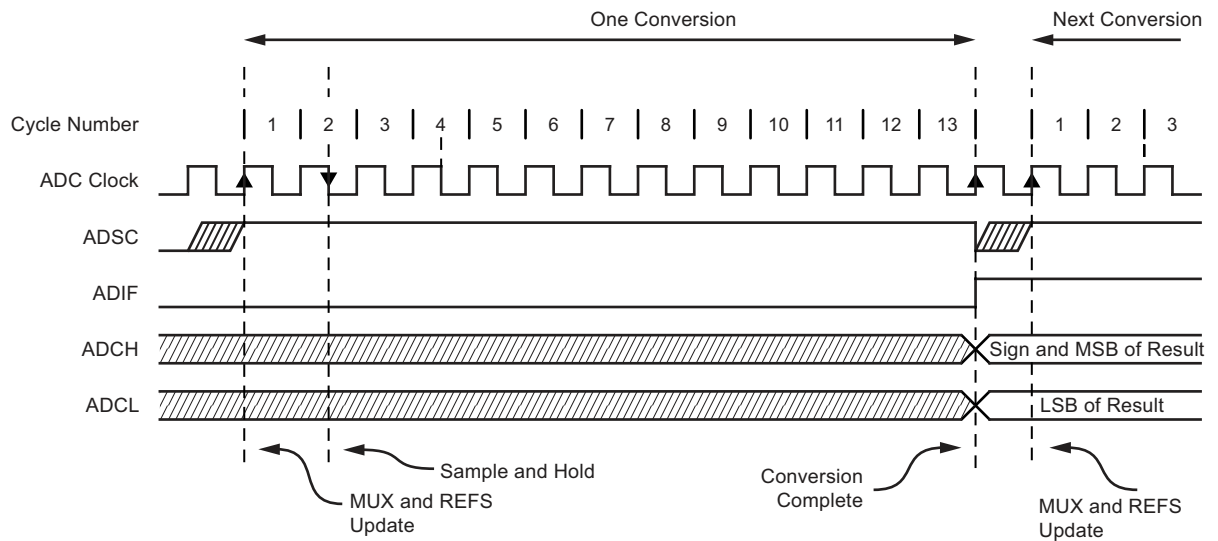 One Conversion
Next Conversion
Cycle Number
1 2 3 4 5 6 7 8 9 10 11 12 13 1 2 3
ADC Clock
ADSC
ADIF
ADCH
Sign and MSB of Result
ADCL
LSB of Result
Sample and Hold
MUX and REFS
Update
Conversion
Complete
MUX and REFS
Update